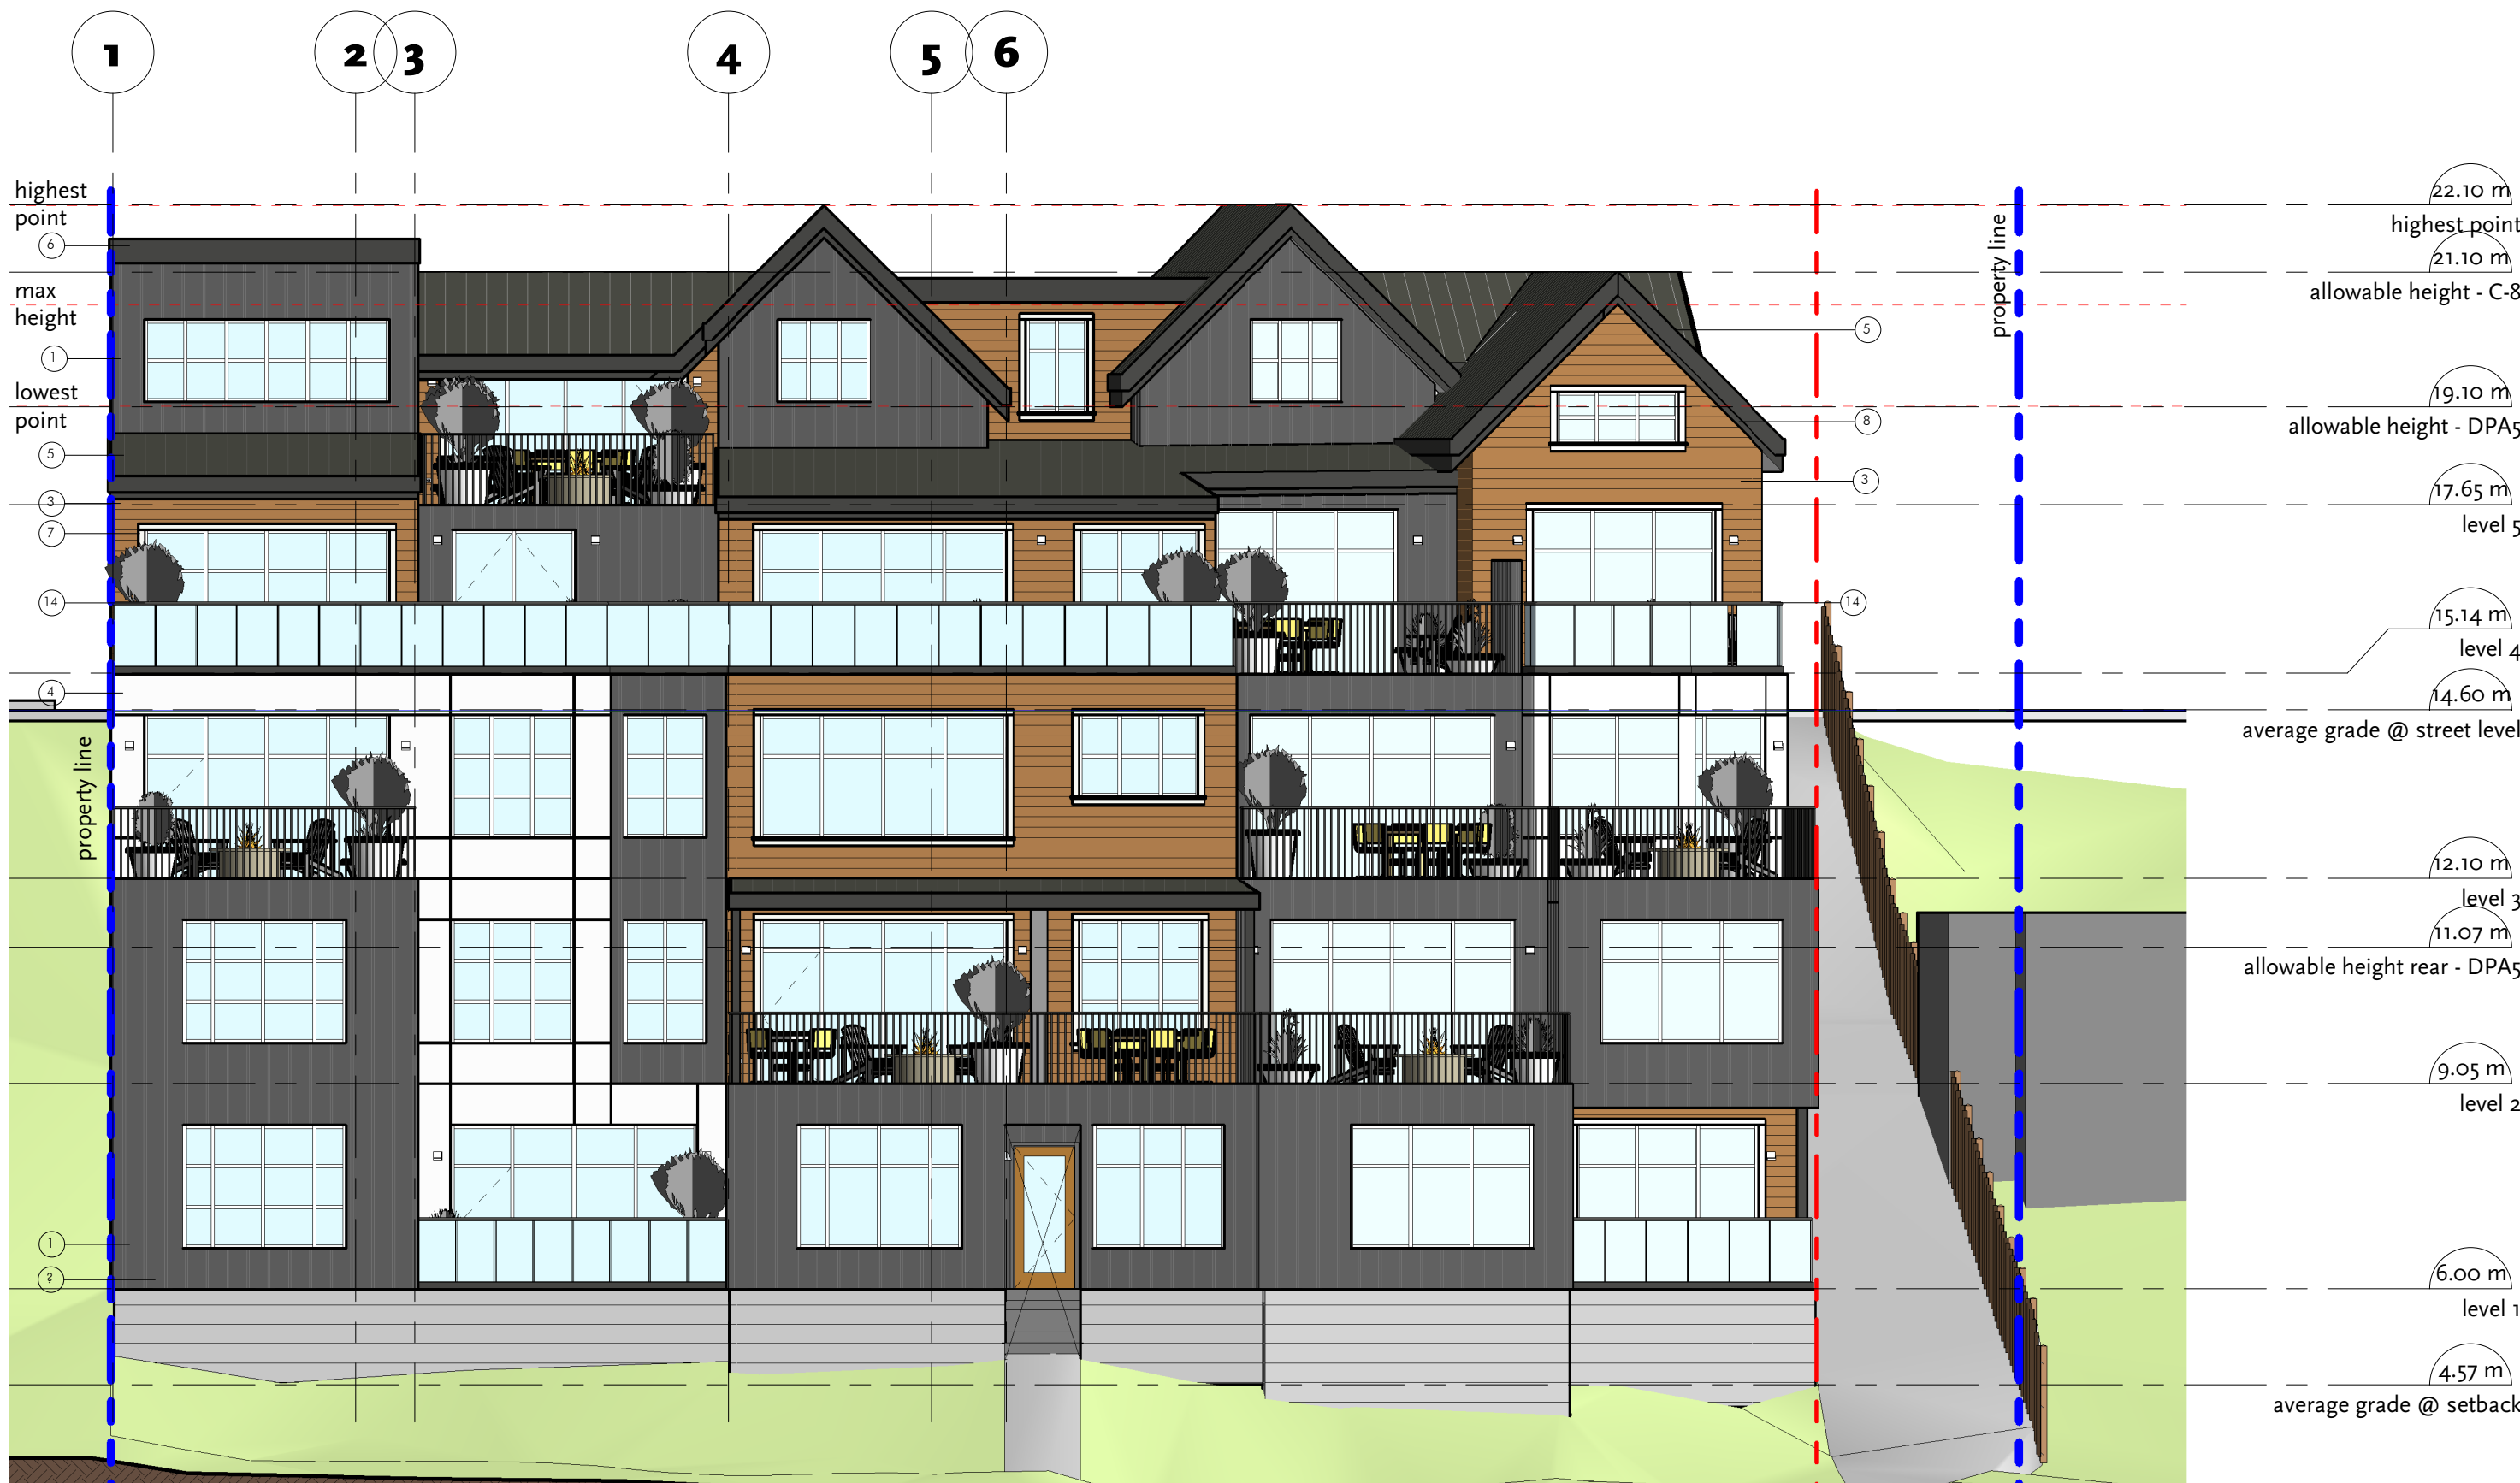 1
2
3
4
5
6
highest
point
6
max
height
1
lowest
point
5
3
7
14
4
property line
1
?
property line
5
8
3
14
22.10 m
highest point
21.10 m
allowable height - C-8
19.10 m
allowable height - DPA5
17.65 m
level 5
15.14 m
level 4
14.60 m
average grade @ street level
12.10 m
level 3
11.07 m
allowable height rear - DPA5
9.05 m
level 2
6.00 m
level 1
4.57 m
average grade @ setback